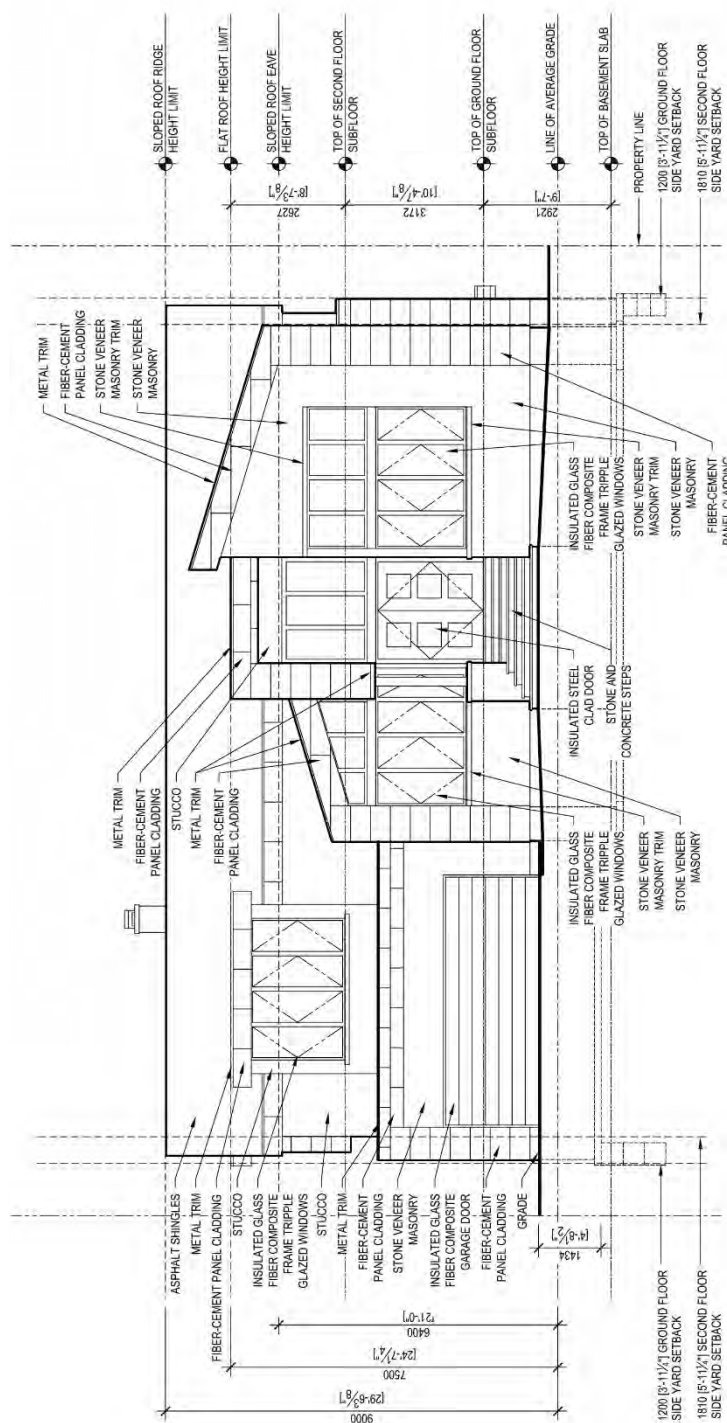 SLOPED ROOF RIDGE
HEIGHT LIMIT
FLAT ROOF HEIGHT LIMIT
SLOPED ROOF EAVE
HEIGHT LIMIT
TOP OF SECOND FLOOR
SUBFLOOR
TOP OF GROUND FLOOR
SUBFLOOR
LINE OF AVERAGE GRADE
TOP OF BASEMENT SLAB
2627
[8'-7⅜"]
3172
[10'-4⅞"]
2921
[9'-7"]
PROPERTY LINE
1200 [3'-11¼"] GROUND FLOOR
SIDE YARD SETBACK
1810 [5'-11¼"] SECOND FLOOR
SIDE YARD SETBACK
METAL TRIM
FIBER-CEMENT
PANEL CLADDING
STONE VENEER
MASONRY TRIM
STONE VENEER
MASONRY
INSULATED GLASS
FIBER COMPOSITE
FRAME TRIPPLE
GLAZED WINDOWS
STONE VENEER
MASONRY TRIM
STONE VENEER
MASONRY
FIBER-CEMENT
PANEL CLADDING
METAL TRIM
FIBER-CEMENT
PANEL CLADDING
STUCCO
METAL TRIM
FIBER-CEMENT
PANEL CLADDING
INSULATED STEEL
CLAD DOOR
STONE AND
CONCRETE STEPS
INSULATED GLASS
FIBER COMPOSITE
FRAME TRIPPLE
GLAZED WINDOWS
STONE VENEER
MASONRY TRIM
STONE VENEER
MASONRY
ASPHALT SHINGLES
METAL TRIM
FIBER-CEMENT PANEL CLADDING
STUCCO
INSULATED GLASS
FIBER COMPOSITE
FRAME TRIPPLE
GLAZED WINDOWS
STUCCO
METAL TRIM
FIBER-CEMENT
PANEL CLADDING
STONE VENEER
MASONRY
INSULATED GLASS
FIBER COMPOSITE
GARAGE DOOR
FIBER-CEMENT
PANEL CLADDING
GRADE
1434
[4'-8½"]
6400
[21'-0"]
7500
[24'-7¼"]
9000
[29'-6⅜"]
1200 [3'-11¼"] GROUND FLOOR
SIDE YARD SETBACK
1810 [5'-11¼"] SECOND FLOOR
SIDE YARD SETBACK